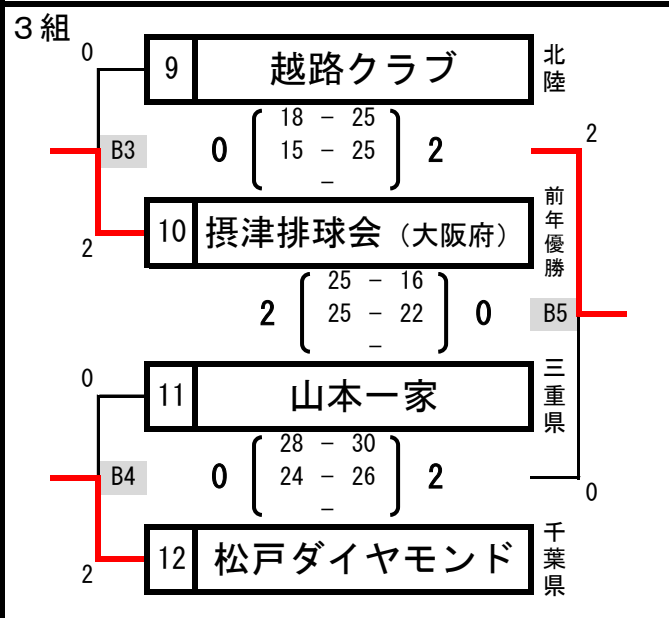 ３組
0
9 越路クラブ 北陸
18 － 25
B3 0 15 － 25 2 2
－
2 10 摂津排球会（大阪府） 前年優勝
25 － 16
2 25 － 22 0 B5
－
0 11 山本一家 三重県
28 － 30
B4 0 24 － 26 2
－ 0
2 12 松戸ダイヤモンド 千葉県